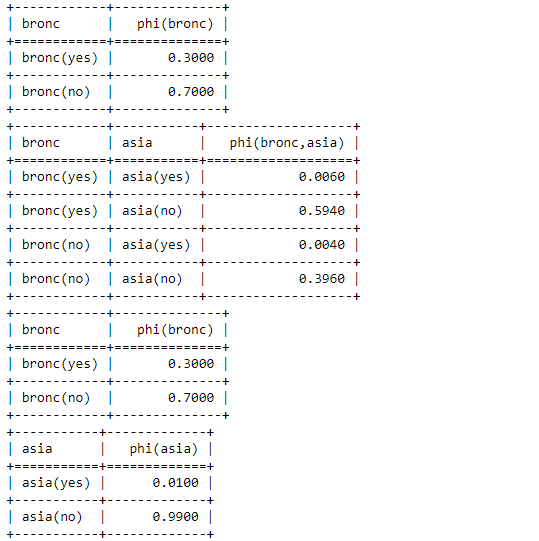 +------------+--------------+
| bronc      |   phi(bronc) |
+============+==============+
| bronc(yes) |       0.3000 |
+------------+--------------+
| bronc(no)  |       0.7000 |
+------------+--------------+
+------------+-----------+-------------------+
| bronc      | asia      |   phi(bronc,asia) |
+============+===========+===================+
| bronc(yes) | asia(yes) |            0.0060 |
+------------+-----------+-------------------+
| bronc(yes) | asia(no)  |            0.5940 |
+------------+-----------+-------------------+
| bronc(no)  | asia(yes) |            0.0040 |
+------------+-----------+-------------------+
| bronc(no)  | asia(no)  |            0.3960 |
+------------+-----------+-------------------+
+------------+--------------+
| bronc      |   phi(bronc) |
+============+==============+
| bronc(yes) |       0.3000 |
+------------+--------------+
| bronc(no)  |       0.7000 |
+------------+--------------+
+-----------+-------------+
| asia      |   phi(asia) |
+===========+=============+
| asia(yes) |      0.0100 |
+-----------+-------------+
| asia(no)  |      0.9900 |
+-----------+-------------+